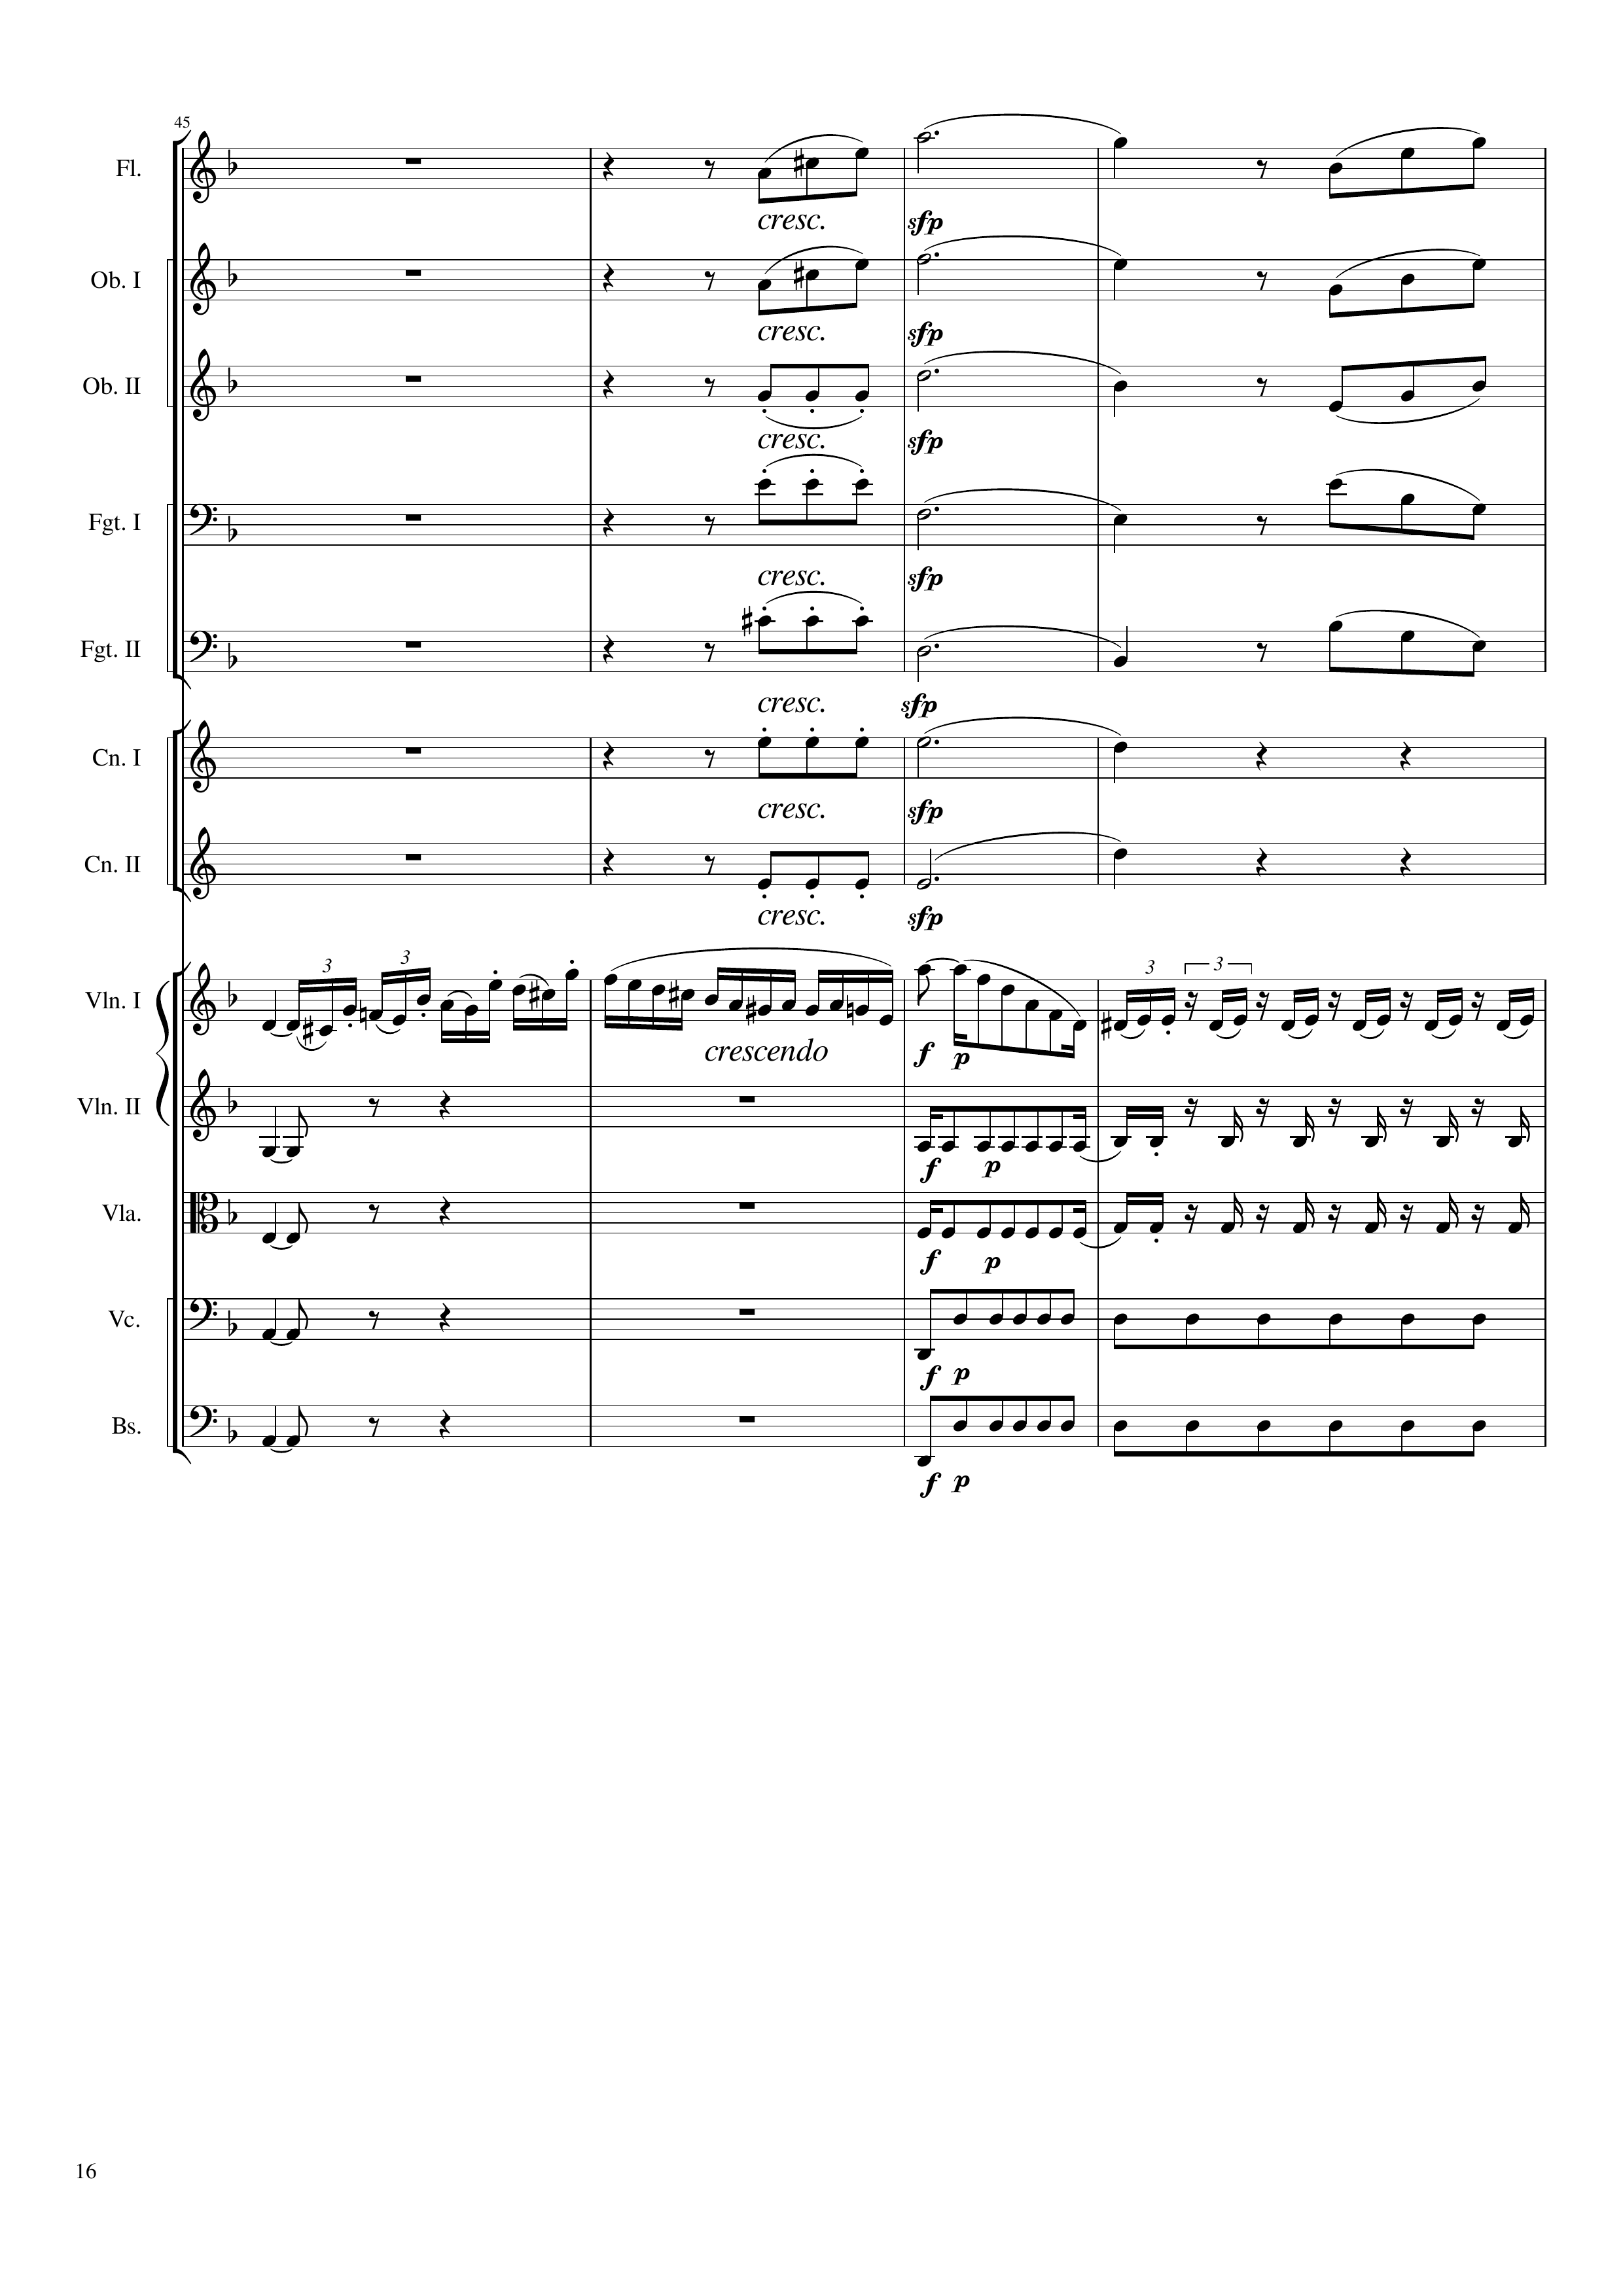 45
Fl.
cresc. sfp
Ob. I
cresc. sfp
Ob. II
cresc. sfp
Fgt. I
cresc. sfp
Fgt. II
cresc. sfp
Cn. I
cresc. sfp
Cn. II
cresc. sfp
3 3 3 3
Vln. I
crescendo f p
Vln. II
f p
Vla.
f p
Vc.
f p
Bs.
f p
16